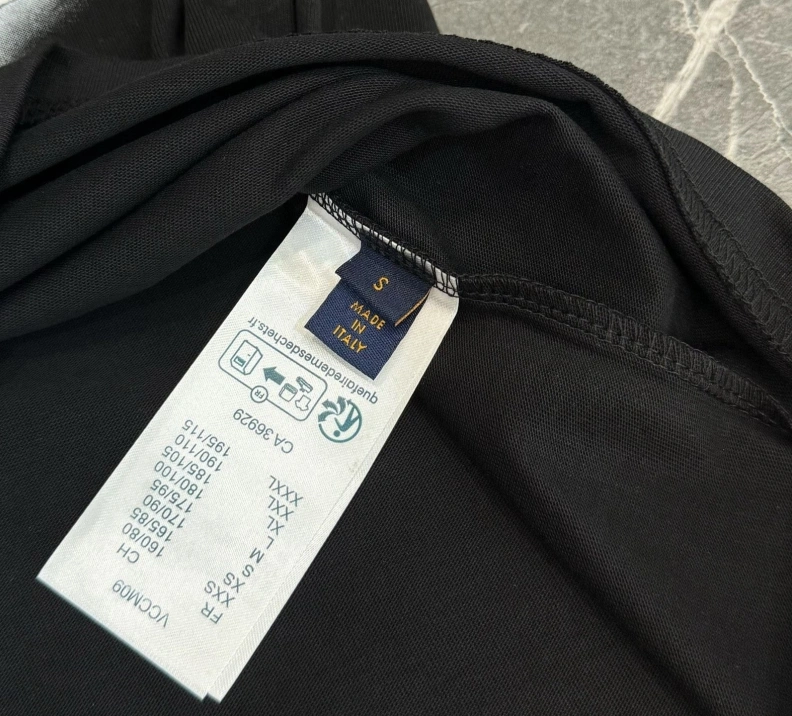 S
MADE
IN
ITALY
VCCM09
FR CH
XXS 160/80
XS 165/85
S 170/90
M 175/95
L 180/100
XL 185/105
XXL 190/110
XXXL 195/115
CA 36929
FR
quefairedemesdechets.fr